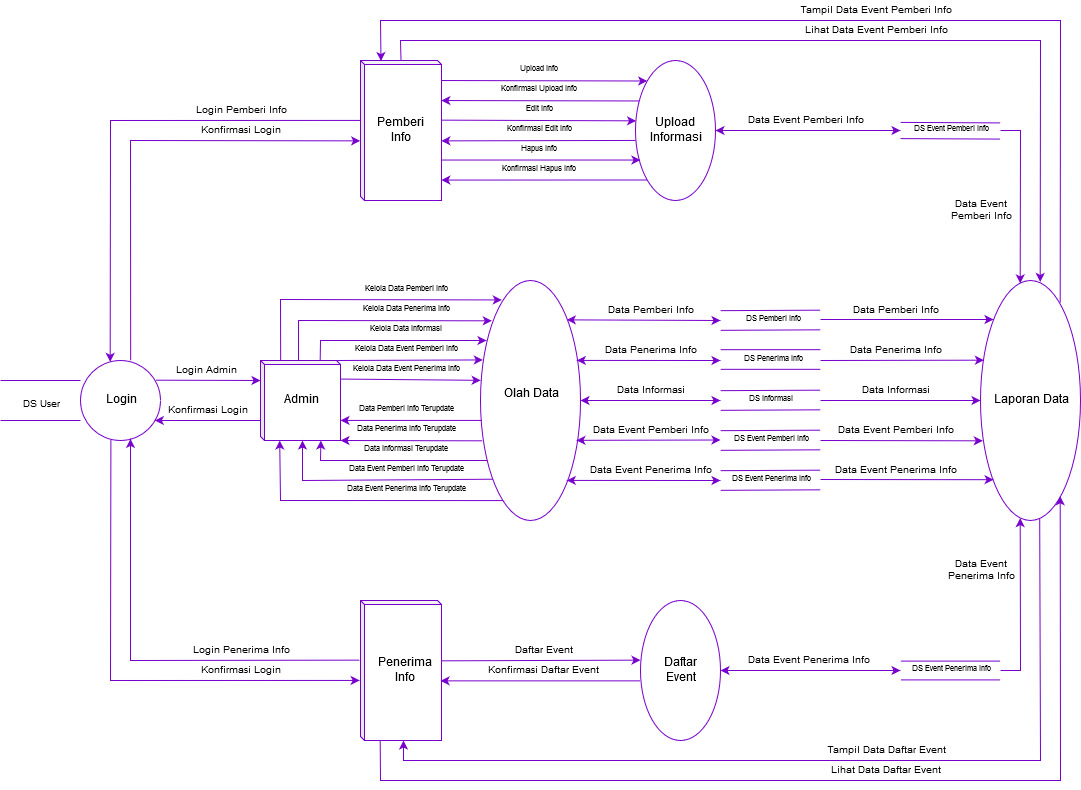 Tampil Data Event Pemberi Info
Lihat Data Event Pemberi Info
Login Pemberi Info
Konfirmasi Login
Pemberi
Info
Upload Info
Konfirmasi Upload Info
Edit Info
Konfirmasi Edit Info
Hapus Info
Konfirmasi Hapus Info
Upload
Informasi
Data Event Pemberi Info
DS Event Pemberi Info
Data Event
Pemberi Info
DS User
Login
Login Admin
Konfirmasi Login
Admin
Kelola Data Pemberi Info
Kelola Data Penerima Info
Kelola Data Informasi
Kelola Data Event Pemberi Info
Kelola Data Event Penerima Info
Data Pemberi Info Terupdate
Data Penerima Info Terupdate
Data Informasi Terupdate
Data Event Pemberi Info Terupdate
Data Event Penerima Info Terupdate
Olah Data
Data Pemberi Info
DS Pemberi Info
Data Pemberi Info
Data Penerima Info
DS Penerima Info
Data Penerima Info
Data Informasi
DS Informasi
Data Informasi
Data Event Pemberi Info
DS Event Pemberi Info
Data Event Pemberi Info
Data Event Penerima Info
DS Event Penerima Info
Data Event Penerima Info
Laporan Data
Data Event
Penerima Info
Login Penerima Info
Konfirmasi Login
Penerima
Info
Daftar Event
Konfirmasi Daftar Event
Daftar
Event
Data Event Penerima Info
DS Event Penerima Info
Tampil Data Daftar Event
Lihat Data Daftar Event